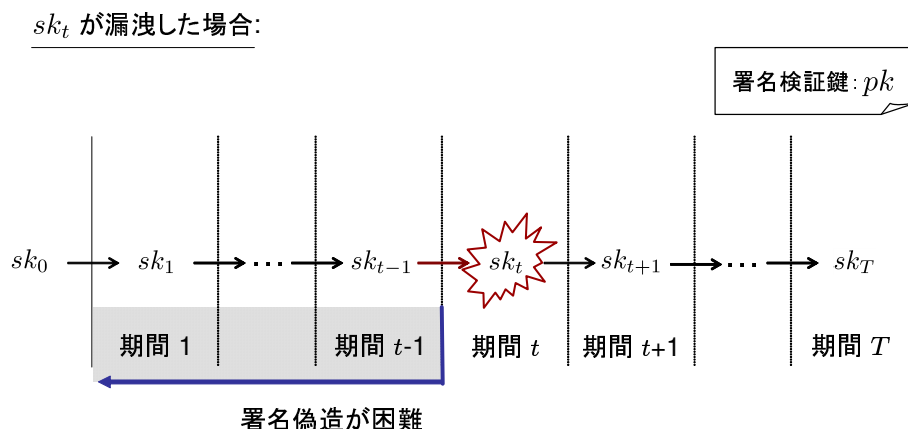 sk_t が漏洩した場合:
署名検証鍵: pk
sk_0 sk_1 ··· sk_{t−1} sk_t sk_{t+1} ··· sk_T
期間 1 期間 t-1 期間 t 期間 t+1 期間 T
署名偽造が困難